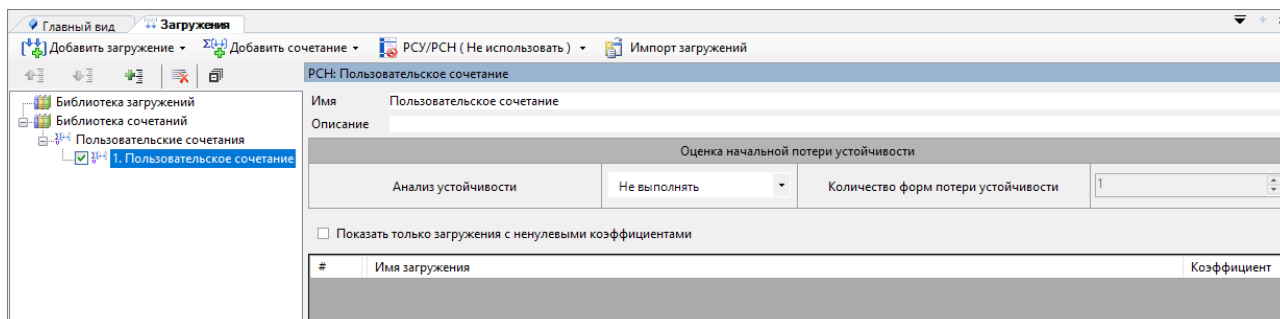 Главный вид Загружения
Добавить загружение Σ(↓↓) Добавить сочетание РСУ/РСН ( Не использовать ) Импорт загружений
РСН: Пользовательское сочетание
Библиотека загружений
Библиотека сочетаний
Пользовательские сочетания
1. Пользовательское сочетание
Имя Пользовательское сочетание
Описание
Оценка начальной потери устойчивости
Анализ устойчивости Не выполнять Количество форм потери устойчивости 1
Показать только загружения с ненулевыми коэффициентами
# Имя загружения Коэффициент